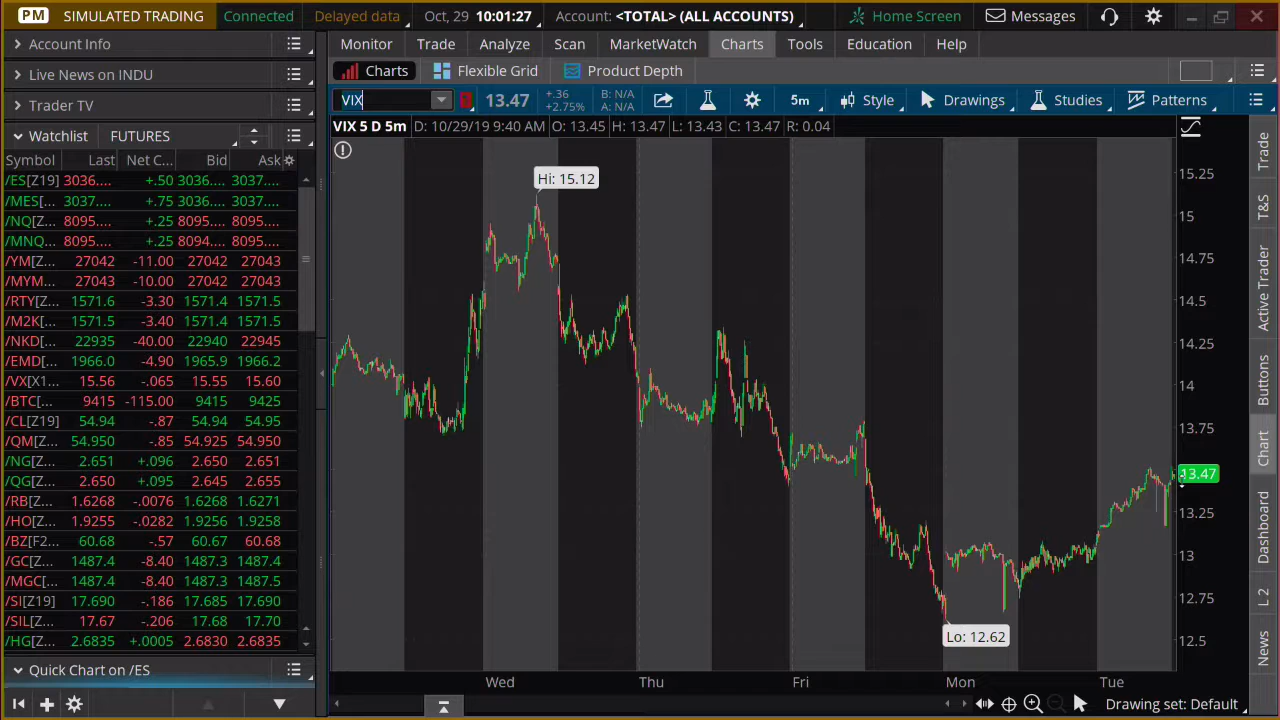 PM SIMULATED TRADING Connected Delayed data Oct, 29 10:01:27 Account: <TOTAL> (ALL ACCOUNTS) Home Screen Messages
Account Info
Live News on INDU
Trader TV
Watchlist FUTURES
Symbol Last Net C... Bid Ask
/ES[Z19] 3036.... +.50 3036.... 3037....
/MES[... 3037.... +.75 3036.... 3037....
/NQ[Z... 8095.... +.25 8095.... 8095....
/MNQ... 8095.... +.25 8094.... 8095....
/YM[Z... 27042 -11.00 27042 27043
/MYM... 27043 -10.00 27042 27043
/RTY[Z... 1571.6 -3.30 1571.4 1571.5
/M2K[... 1571.5 -3.40 1571.4 1571.5
/NKD[... 22935 -40.00 22940 22945
/EMD[... 1966.0 -4.90 1965.9 1966.2
/VX[X1... 15.56 -.065 15.55 15.60
/BTC[... 9415 -115.00 9415 9425
/CL[Z19] 54.94 -.87 54.94 54.95
/QM[Z... 54.950 -.85 54.925 54.950
/NG[Z... 2.651 +.096 2.650 2.651
/QG[Z... 2.650 +.095 2.645 2.655
/RB[Z... 1.6268 -.0076 1.6268 1.6271
/HO[Z... 1.9255 -.0282 1.9256 1.9258
/BZ[F2... 60.68 -.57 60.67 60.68
/GC[Z... 1487.4 -8.40 1487.3 1487.4
/MGC[... 1487.4 -8.40 1487.4 1487.5
/SI[Z19] 17.690 -.186 17.685 17.690
/SIL[Z... 17.67 -.206 17.68 17.70
/HG[Z... 2.6835 +.0005 2.6830 2.6835
Quick Chart on /ES
Monitor Trade Analyze Scan MarketWatch Charts Tools Education Help
Charts Flexible Grid Product Depth
VIX 13.47 +.36 B: N/A 5m Style Drawings Studies Patterns
+2.75% A: N/A
VIX 5 D 5m D: 10/29/19 9:40 AM O: 13.45 H: 13.47 L: 13.43 C: 13.47 R: 0.04
Hi: 15.12
Lo: 12.62
15.25
15
14.75
14.5
14.25
14
13.75
13.47
13.25
13
12.75
12.5
Wed Thu Fri Mon Tue
Drawing set: Default
Trade
T&S
Active Trader
Buttons
Chart
Dashboard
L 2
News